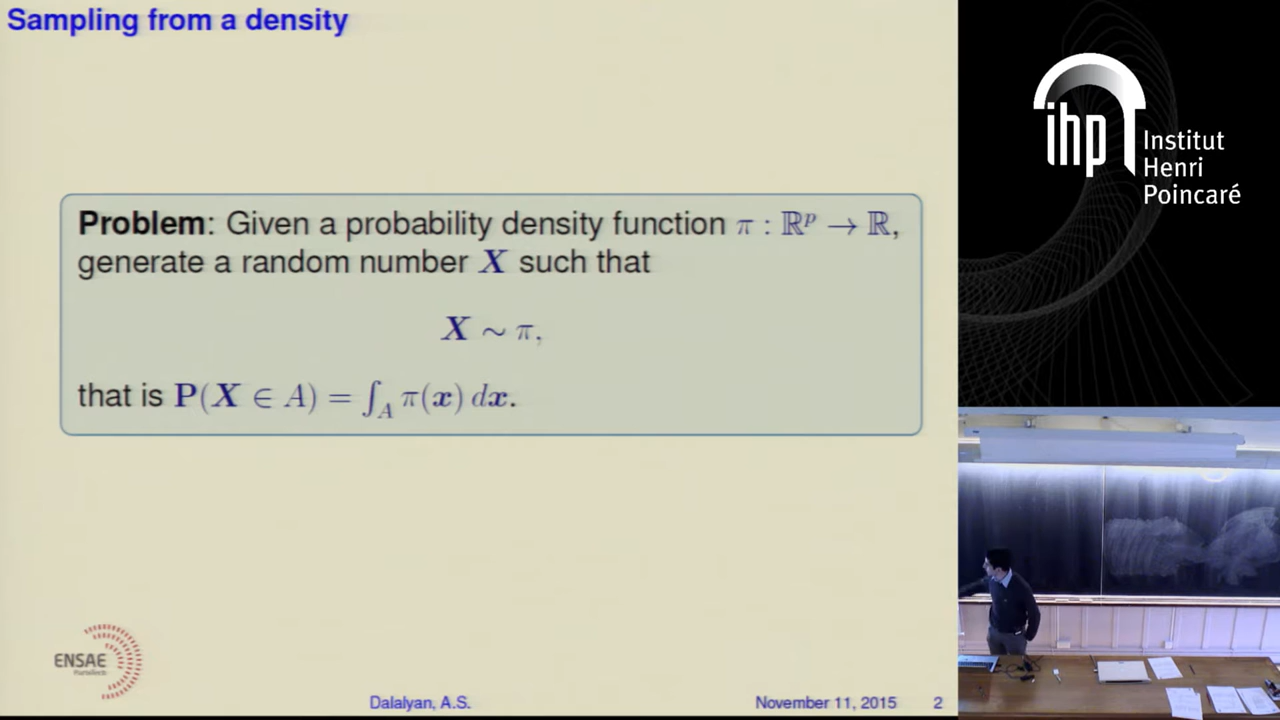 Sampling from a density
Problem: Given a probability density function π : ℝᵖ → ℝ,
generate a random number X such that
X ∼ π,
that is P(X ∈ A) = ∫_A π(x) dx.
ENSAE
ParisTech
Dalalyan, A.S.
November 11, 2015 2
ihp
Institut
Henri
Poincaré